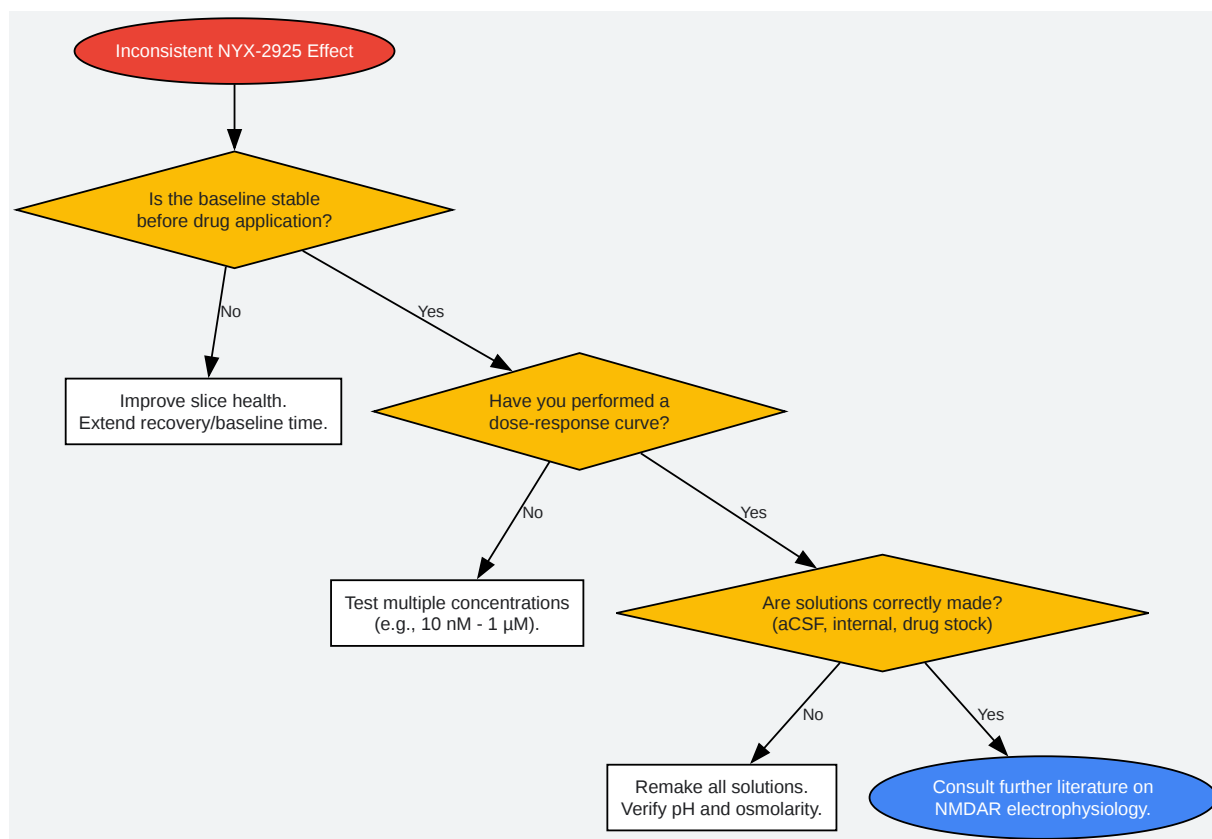 Inconsistent NYX-2925 Effect
Is the baseline stable
before drug application?
No
Yes
Improve slice health.
Extend recovery/baseline time.
Have you performed a
dose-response curve?
No
Yes
Test multiple concentrations
(e.g., 10 nM - 1 µM).
Are solutions correctly made?
(aCSF, internal, drug stock)
No
Yes
Remake all solutions.
Verify pH and osmolarity.
Consult further literature on
NMDAR electrophysiology.